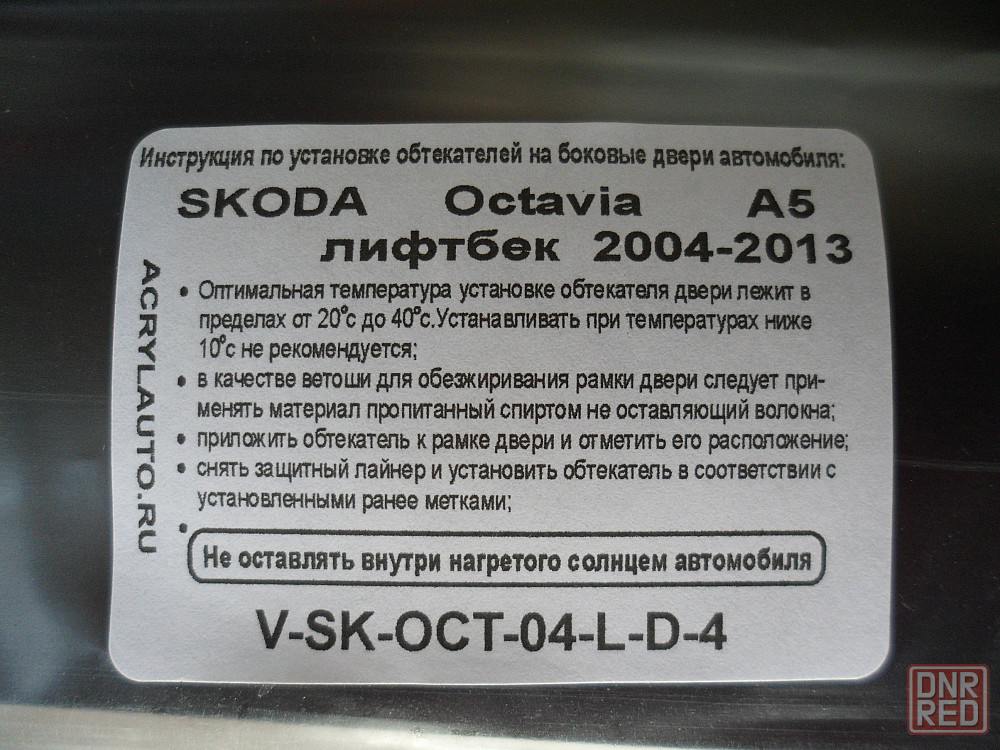 Инструкция по установке обтекателей на боковые двери автомобиля:
SKODA Octavia A5
лифтбек 2004-2013
ACRYLAUTO.RU
• Оптимальная температура установке обтекателя двери лежит в
пределах от 20°с до 40°с.Устанавливать при температурах ниже
10°с не рекомендуется;
• в качестве ветоши для обезжиривания рамки двери следует при-
менять материал пропитанный спиртом не оставляющий волокна;
• приложить обтекатель к рамке двери и отметить его расположение;
• снять защитный лайнер и установить обтекатель в соответствии с
установленными ранее метками;
•
Не оставлять внутри нагретого солнцем автомобиля
V-SK-OCT-04-L-D-4
DNR
RED